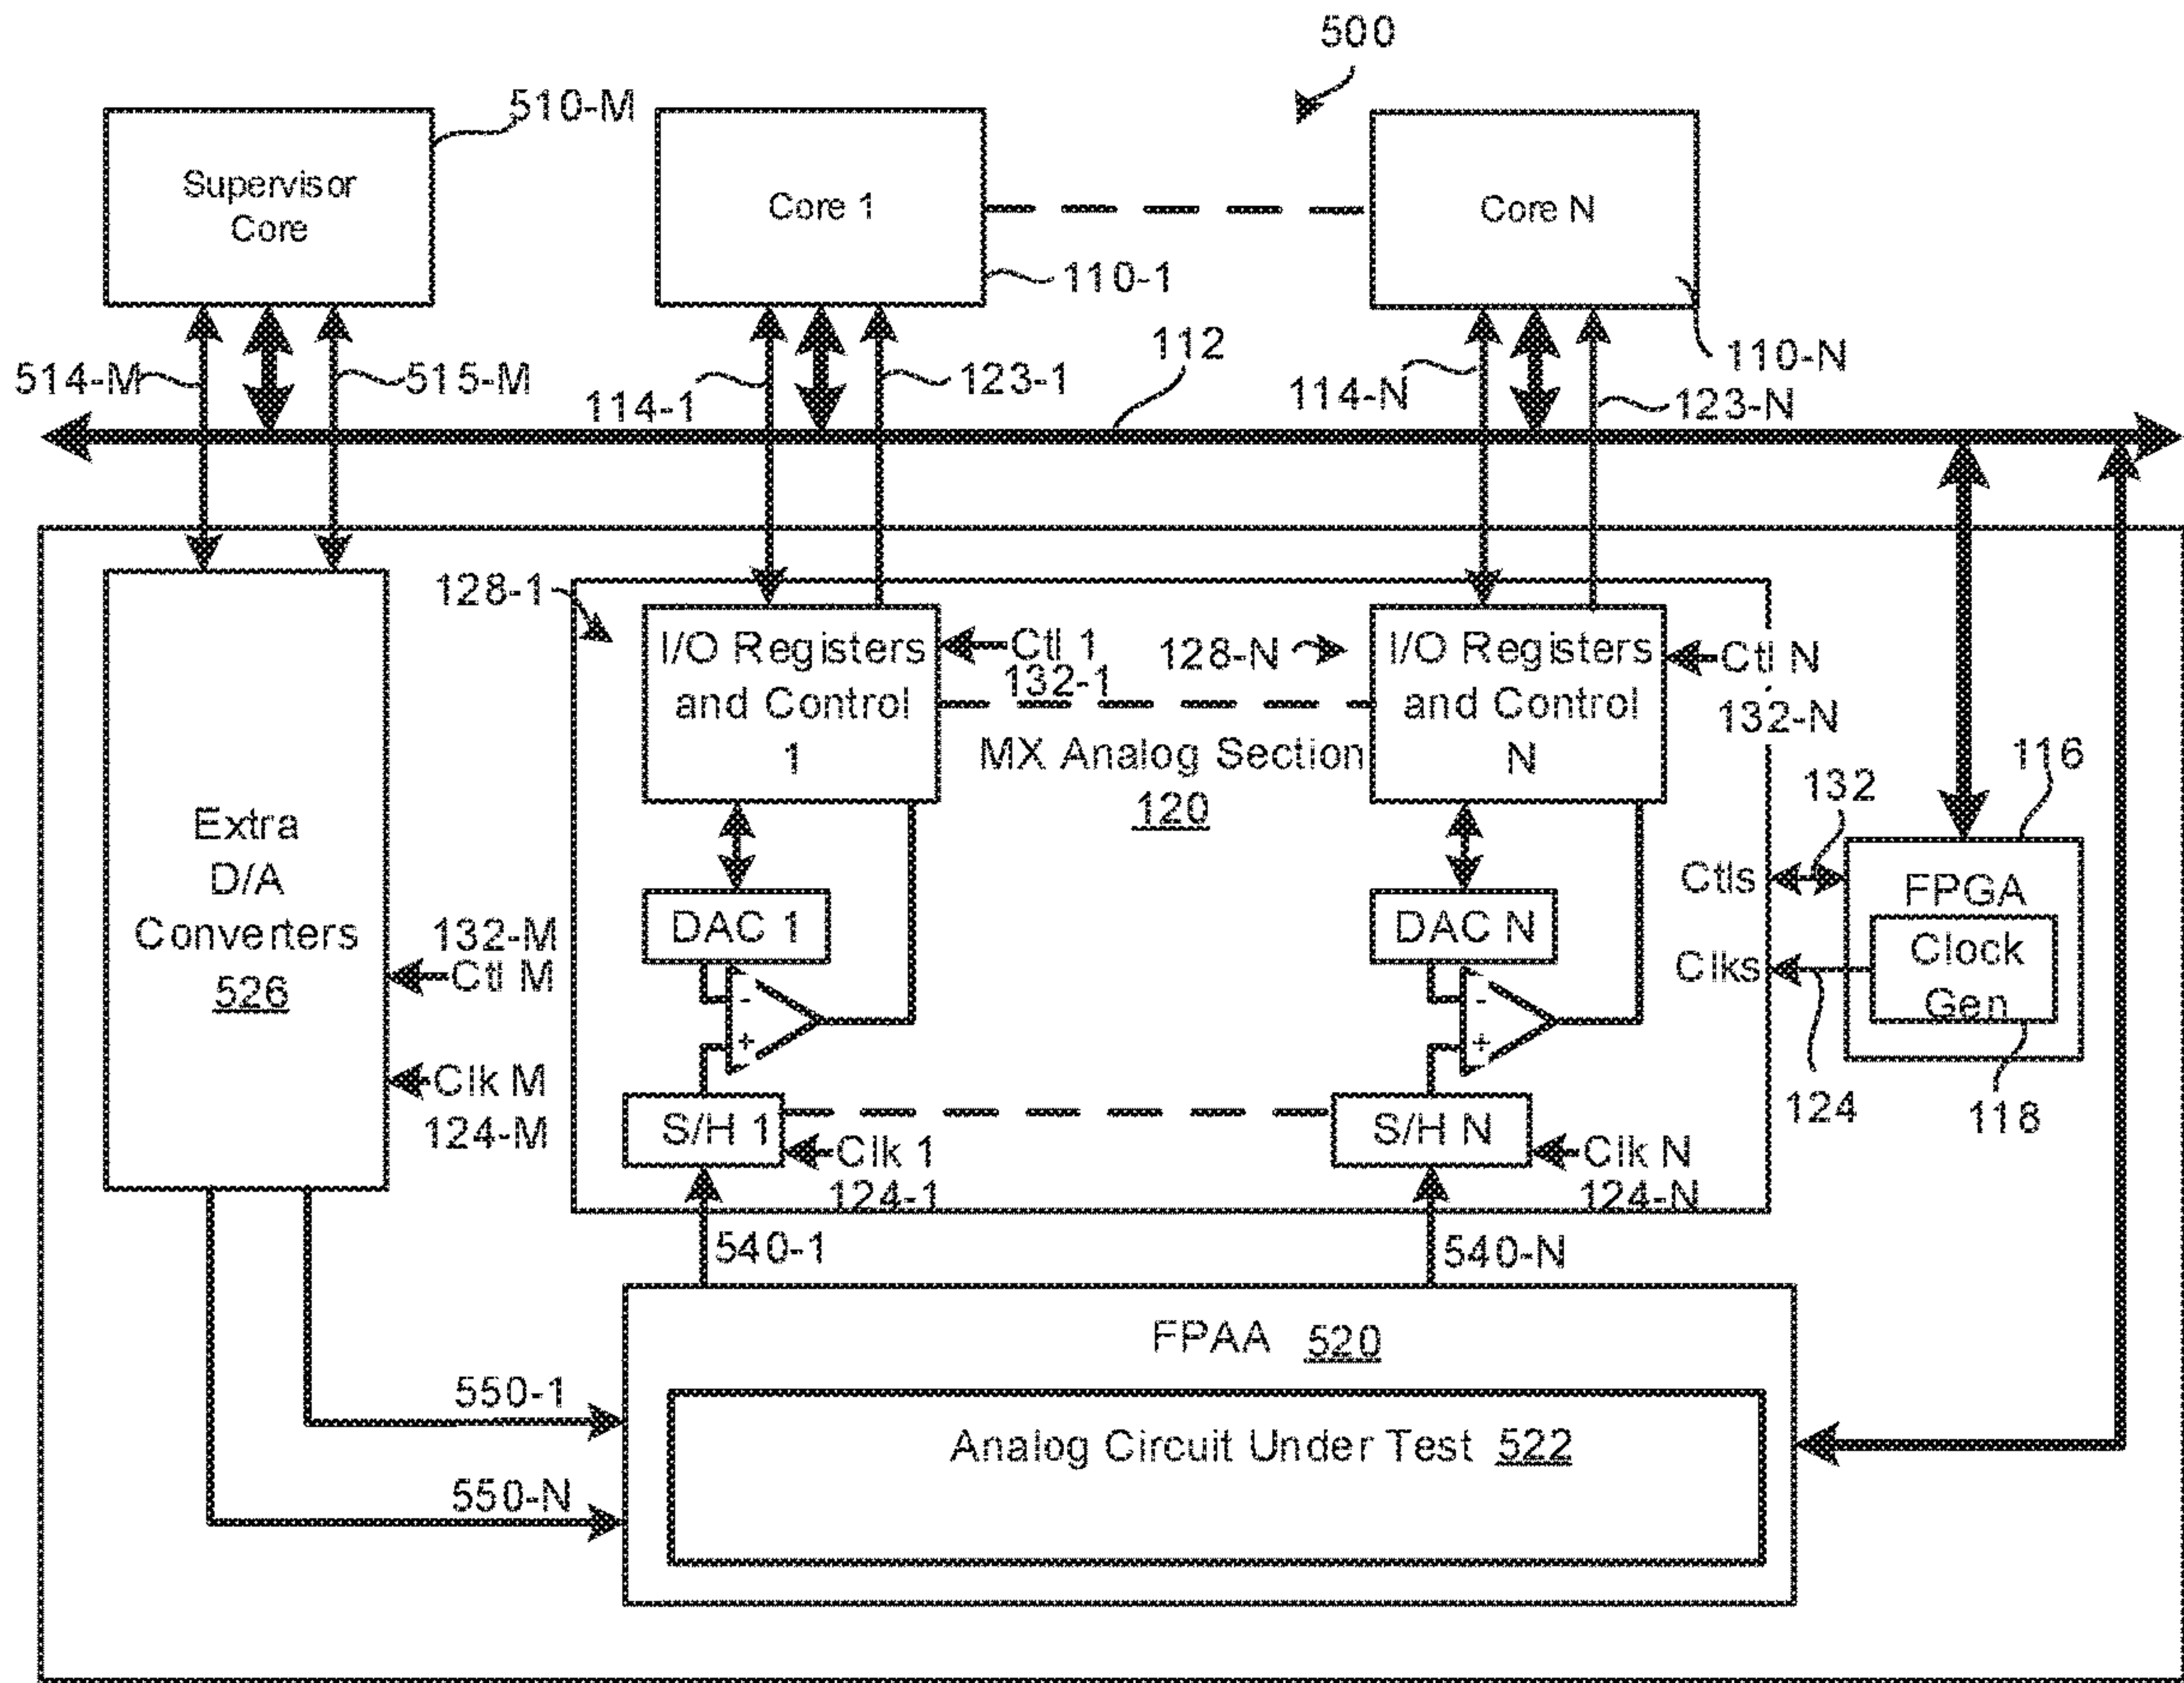 500
510-M
Supervisor
Core
Core 1
Core N
110-1
110-N
112
514-M
515-M
114-1
123-1
114-N
123-N
128-1
I/O Registers
and Control
1
Ctl 1
132-1
128-N
I/O Registers
and Control
N
Ctl N
132-N
MX Analog Section
120
116
132
Extra
D/A
Converters
526
132-M
Ctl M
Clk M
124-M
DAC 1
DAC N
-
+
-
+
Ctls
Clks
FPGA
Clock
Gen
124
118
S/H 1
Clk 1
124-1
S/H N
Clk N
124-N
540-1
540-N
FPAA 520
550-1
Analog Circuit Under Test 522
550-N